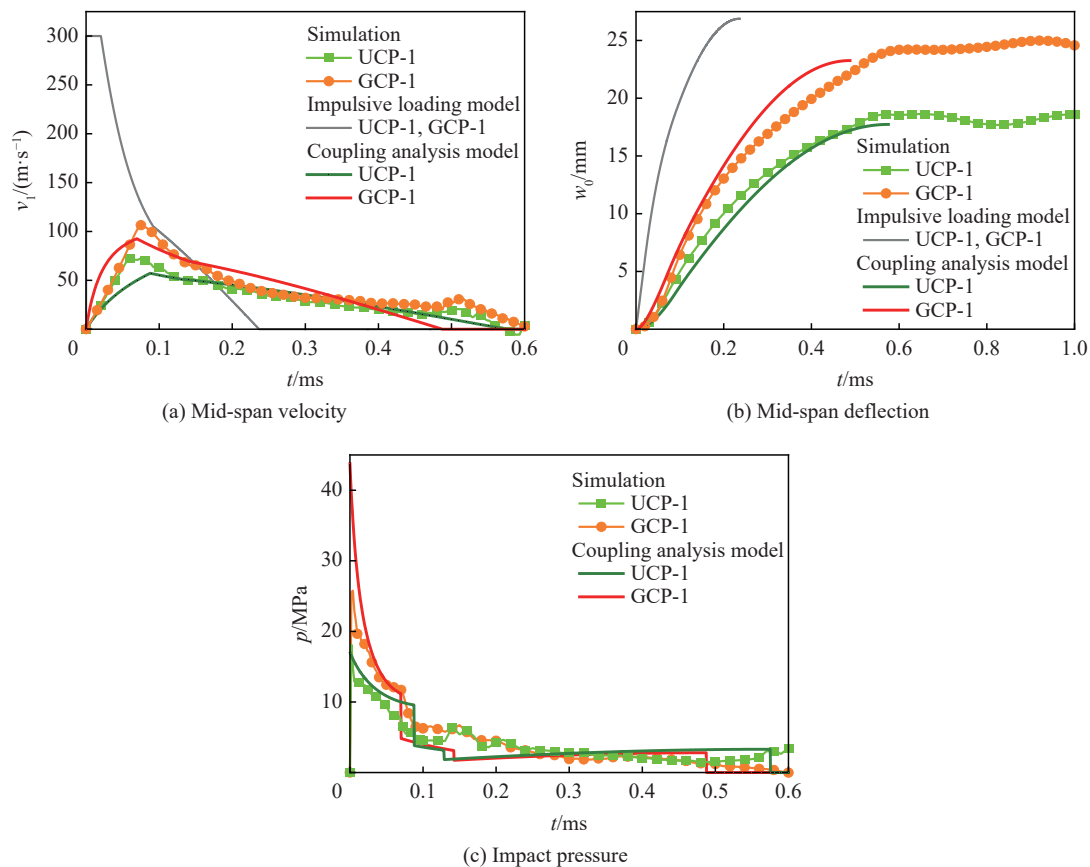 300
250
200
150
100
50
0
v₁/(m·s⁻¹)
Simulation
UCP-1
GCP-1
Impulsive loading model
UCP-1, GCP-1
Coupling analysis model
UCP-1
GCP-1
0.1 0.2 0.3 0.4 0.5 0.6
t/ms
(a) Mid-span velocity
25
20
15
10
5
0
w₀/mm
Simulation
UCP-1
GCP-1
Impulsive loading model
UCP-1, GCP-1
Coupling analysis model
UCP-1
GCP-1
0.2 0.4 0.6 0.8 1.0
t/ms
(b) Mid-span deflection
40
30
20
10
0
p/MPa
Simulation
UCP-1
GCP-1
Coupling analysis model
UCP-1
GCP-1
0.1 0.2 0.3 0.4 0.5 0.6
t/ms
(c) Impact pressure